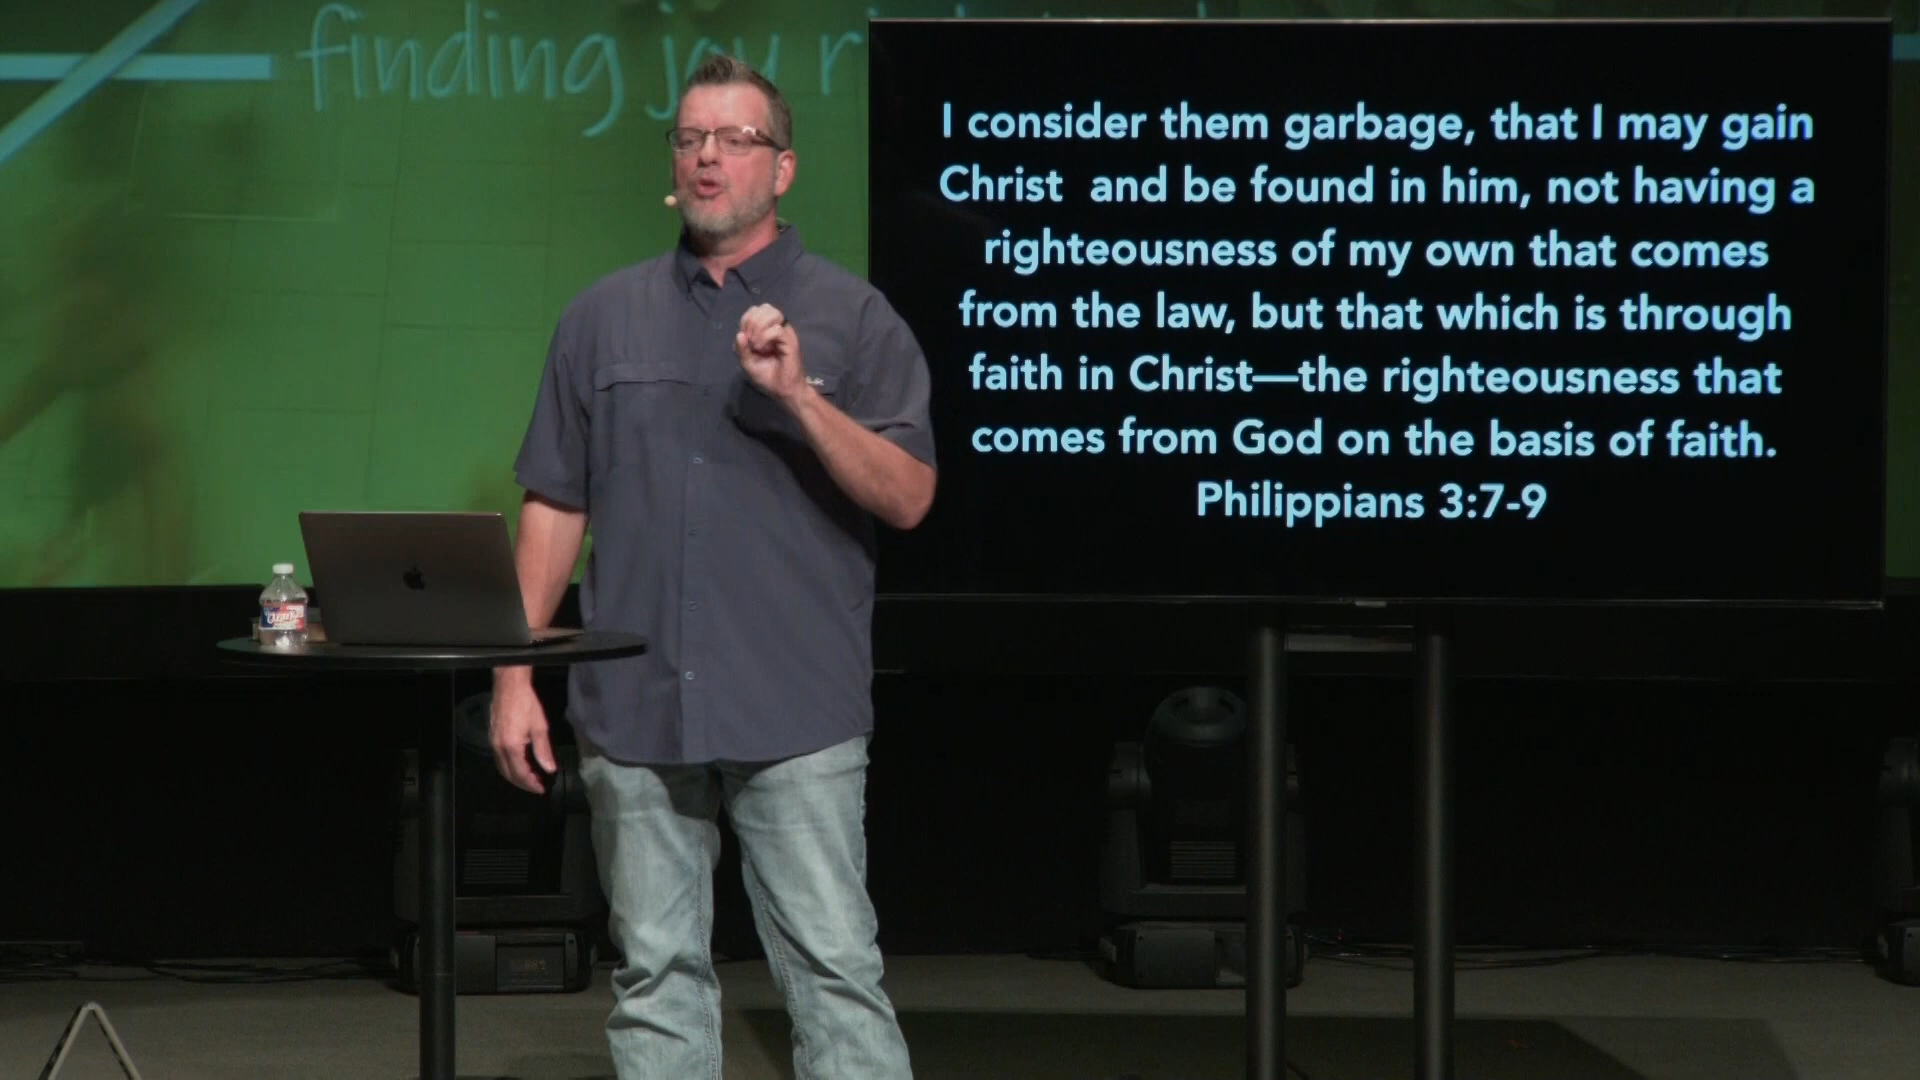 finding joy r
I consider them garbage, that I may gain
Christ and be found in him, not having a
righteousness of my own that comes
from the law, but that which is through
faith in Christ—the righteousness that
comes from God on the basis of faith.
Philippians 3:7-9